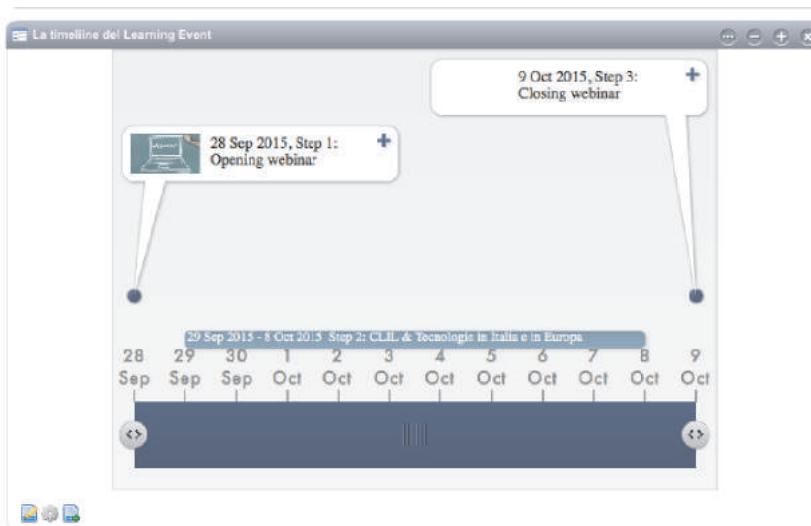 La timeliine del Learning Event
9 Oct 2015, Step 3:
Closing webinar
28 Sep 2015, Step 1:
Opening webinar
29 Sep 2015 - 8 Oct 2015 Step 2: CLIL & Tecnologie in Italia e in Europa
28 29 30 1 2 3 4 5 6 7 8 9
Sep Sep Sep Oct Oct Oct Oct Oct Oct Oct Oct Oct